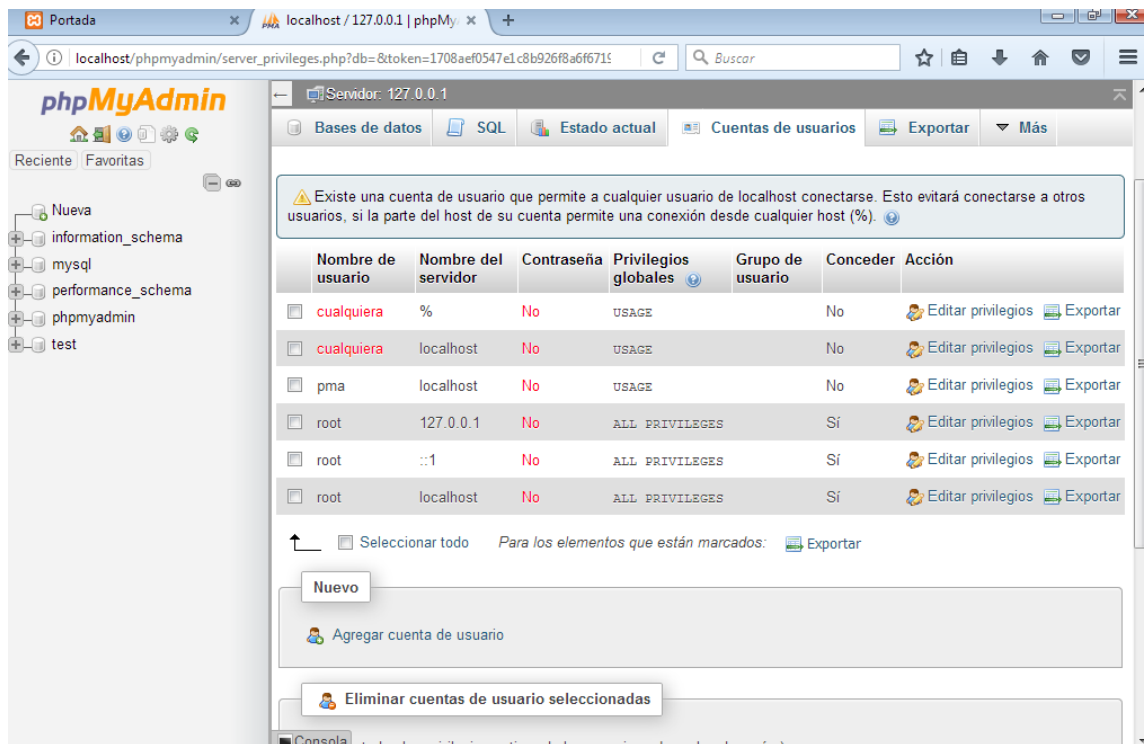 Portada
localhost / 127.0.0.1 | phpMy
localhost/phpmyadmin/server_privileges.php?db=&token=1708aef0547e1c8b926f8a6f6719
Buscar
phpMyAdmin
Reciente Favoritas
Nueva
information_schema
mysql
performance_schema
phpmyadmin
test
Servidor: 127.0.0.1
Bases de datos SQL Estado actual Cuentas de usuarios Exportar Más
Existe una cuenta de usuario que permite a cualquier usuario de localhost conectarse. Esto evitará conectarse a otros
usuarios, si la parte del host de su cuenta permite una conexión desde cualquier host (%).
Nombre de usuario Nombre del servidor Contraseña Privilegios globales Grupo de usuario Conceder Acción
cualquiera % No USAGE No Editar privilegios Exportar
cualquiera localhost No USAGE No Editar privilegios Exportar
pma localhost No USAGE No Editar privilegios Exportar
root 127.0.0.1 No ALL PRIVILEGES Sí Editar privilegios Exportar
root ::1 No ALL PRIVILEGES Sí Editar privilegios Exportar
root localhost No ALL PRIVILEGES Sí Editar privilegios Exportar
Seleccionar todo Para los elementos que están marcados: Exportar
Nuevo
Agregar cuenta de usuario
Eliminar cuentas de usuario seleccionadas
Consola